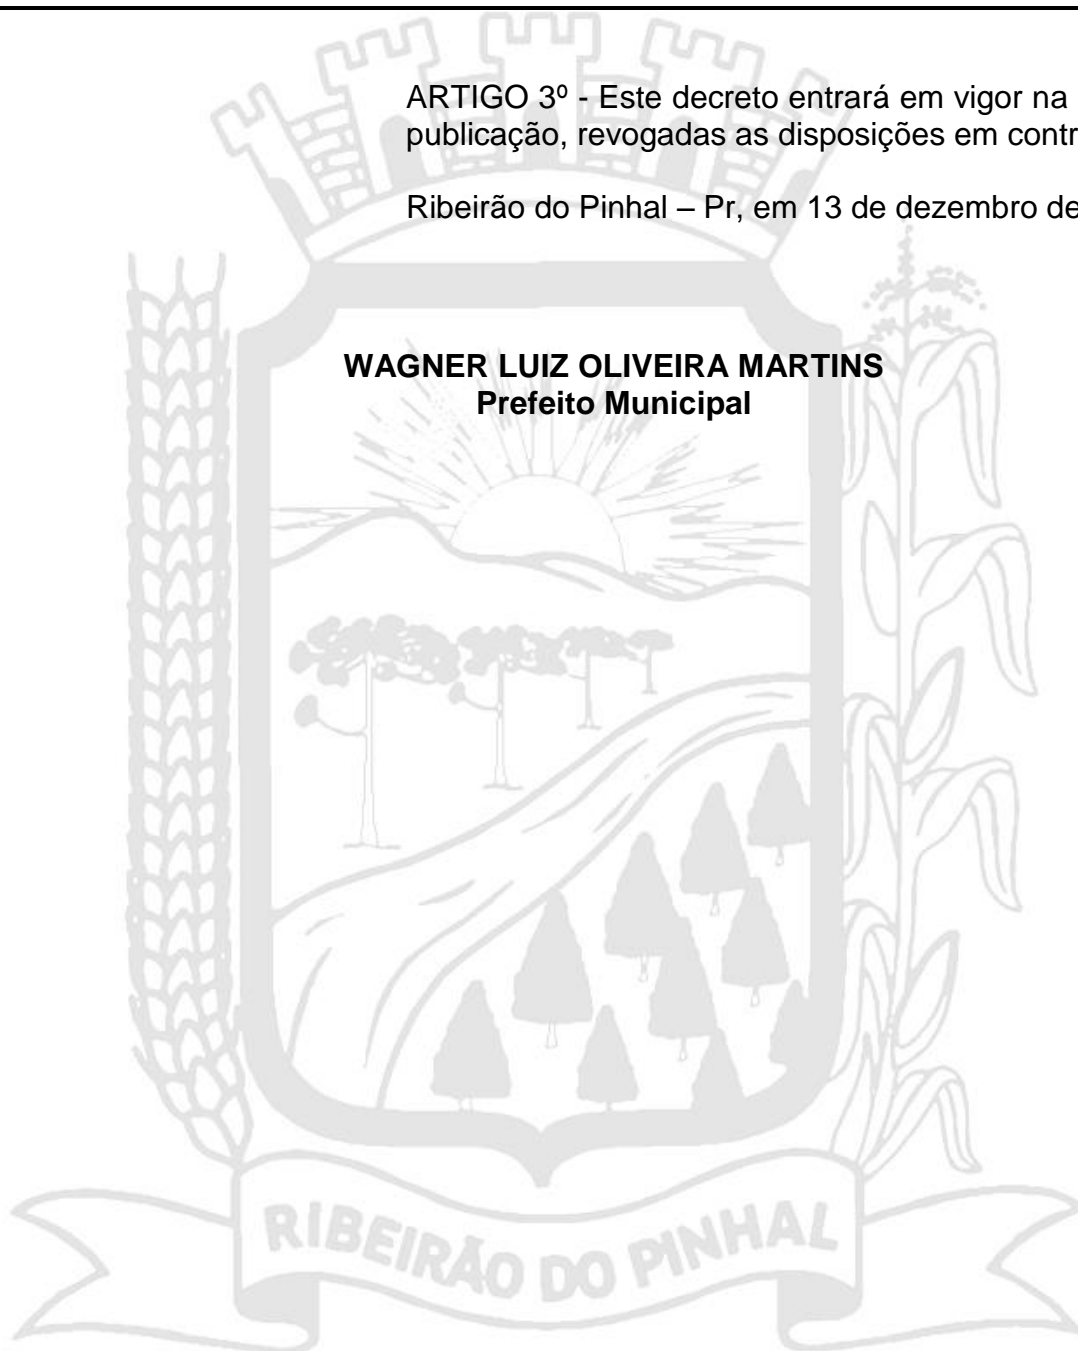 ARTIGO 3º - Este decreto entrará em vigor na
publicação, revogadas as disposições em contr
Ribeirão do Pinhal – Pr, em 13 de dezembro de
WAGNER LUIZ OLIVEIRA MARTINS
Prefeito Municipal
RIBEIRÃO DO PINHAL